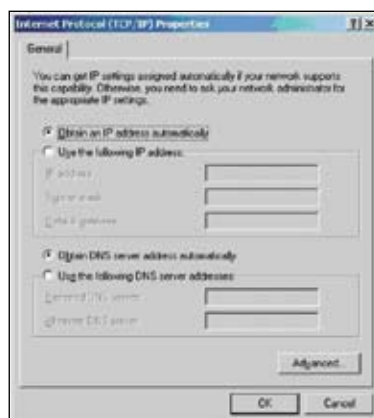 Internet Protocol (TCP/IP) Properties
General
You can get IP settings assigned automatically if your network supports
this capability. Otherwise, you need to ask your network administrator for
the appropriate IP settings.
Obtain an IP address automatically
Use the following IP address:
IP address
Subnet mask
Default gateway
Obtain DNS server address automatically
Use the following DNS server addresses
Preferred DNS server
Alternate DNS server
Advanced...
OK
Cancel